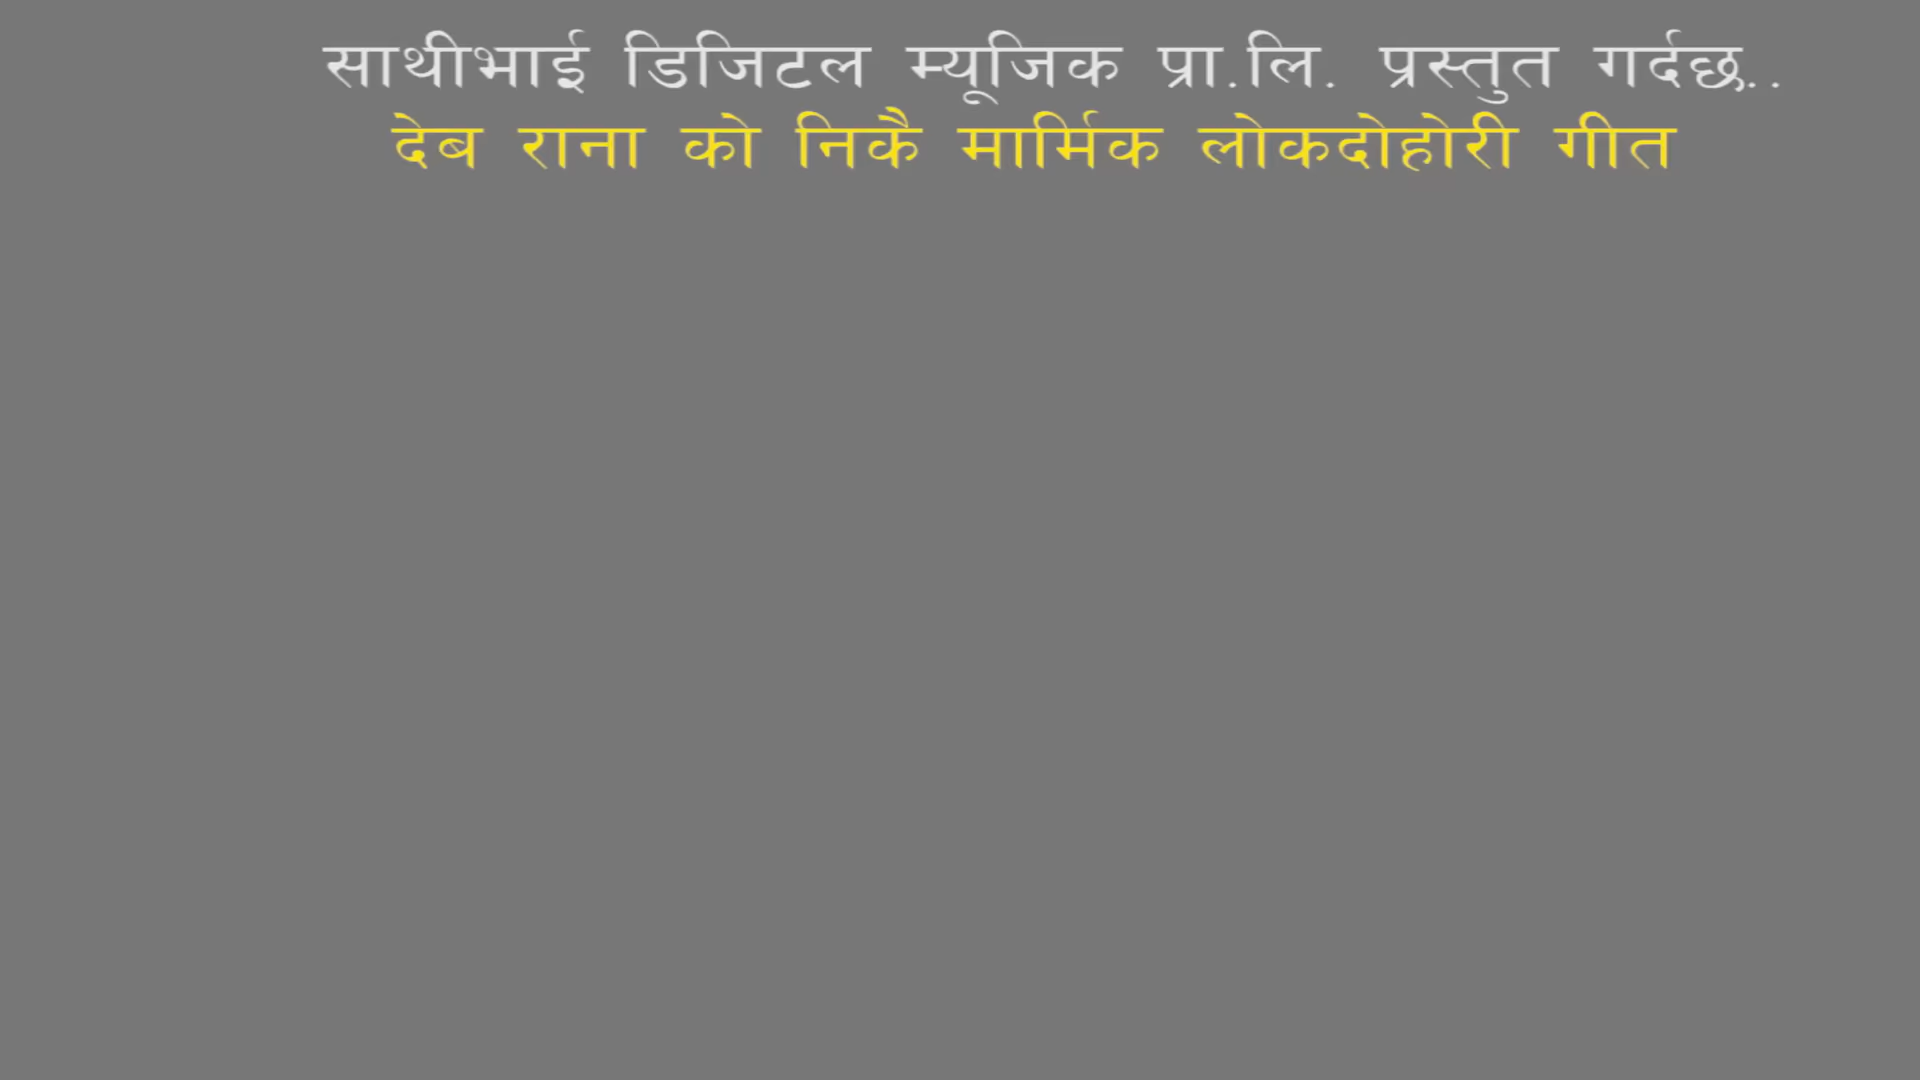 साथीभाई डिजिटल म्यूजिक प्रा.लि. प्रस्तुत गर्दछ..
देब राना को निकै मार्मिक लोकदोहोरी गीत